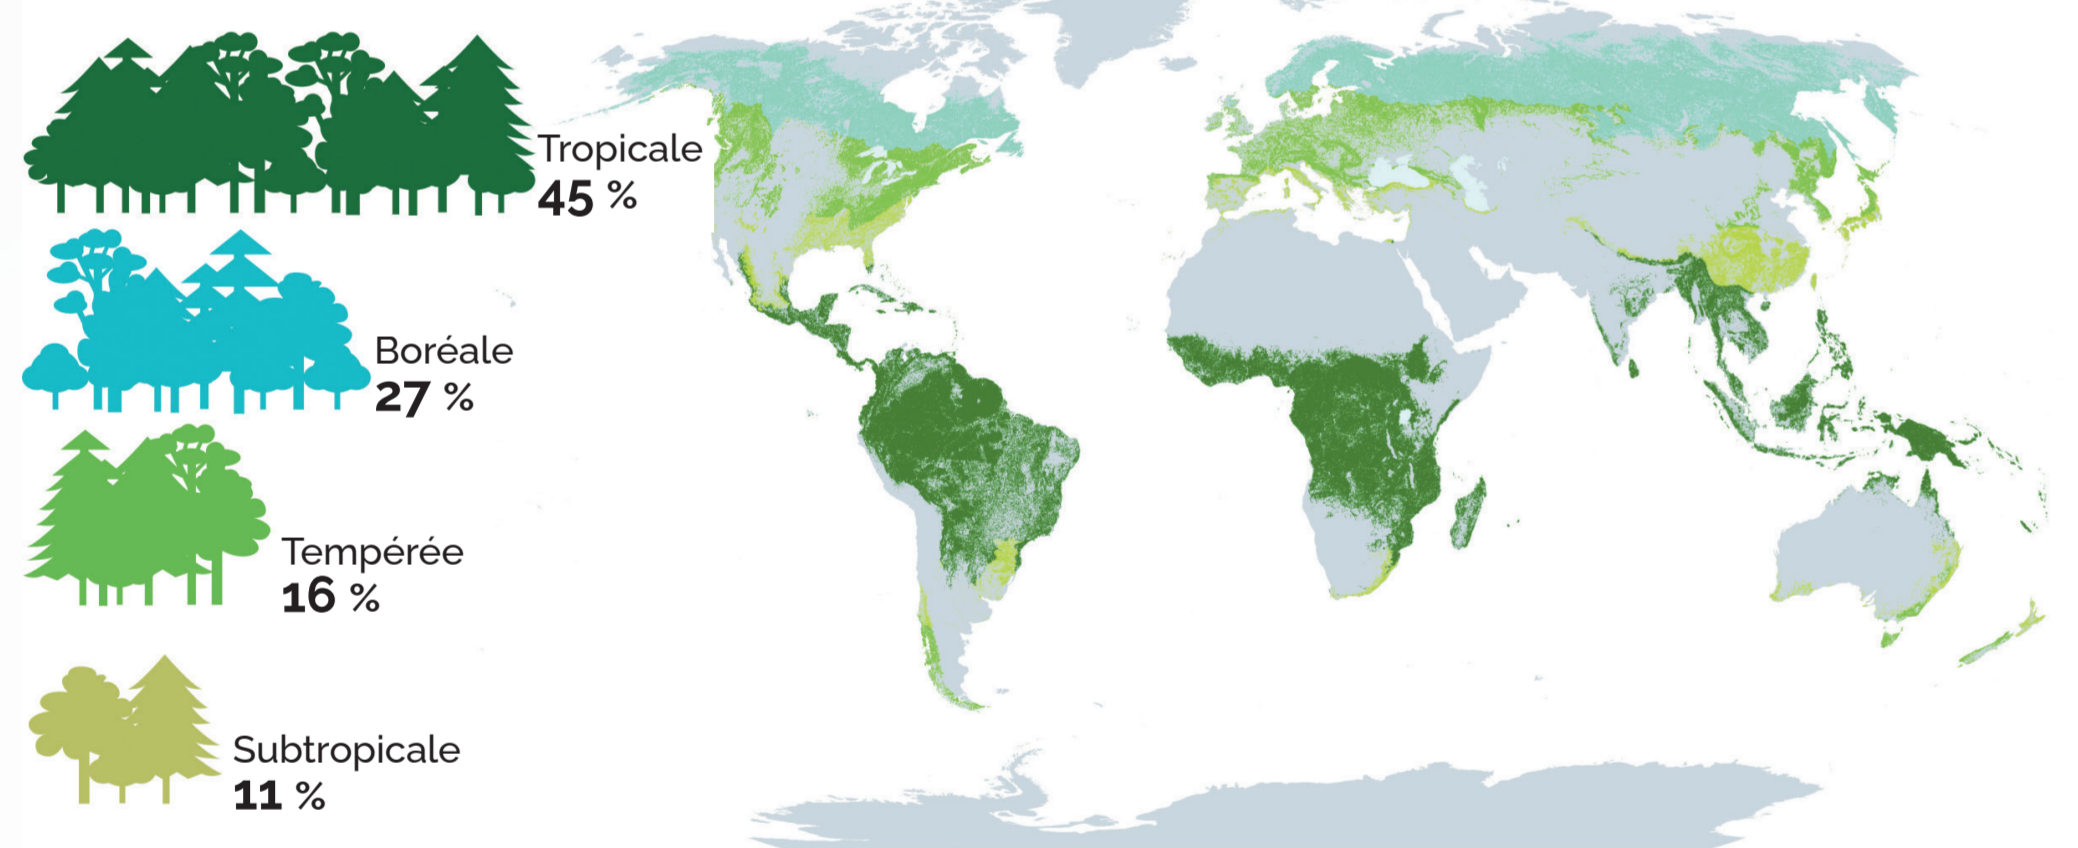 Tropicale
45 %
Boréale
27 %
Tempérée
16 %
Subtropicale
11 %